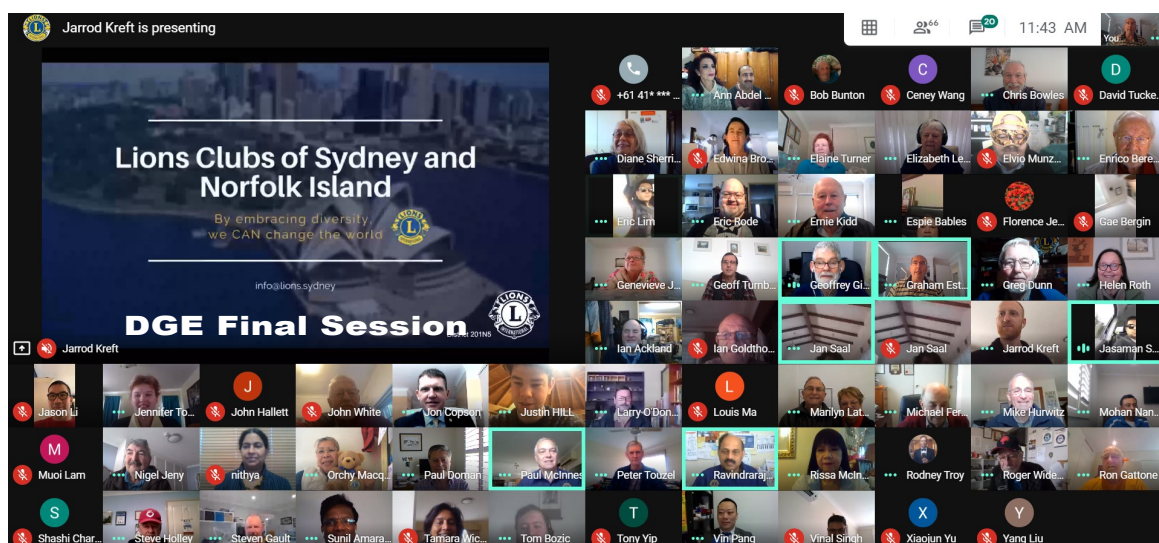 Jarrod Kreft is presenting
66
20
11:43 AM
You
Lions Clubs of Sydney and
Norfolk Island
By embracing diversity,
we CAN change the world
L
info@lions.sydney
LIONS
L
INTERNATIONAL
DGE Final Session
District 201N5
Jarrod Kreft
+61 41* *** ...
Ann Abdel ...
Bob Bunton
C
Ceney Wang
Chris Bowles
D
David Tucke...
Diane Sherri...
Edwina Bro...
Elaine Turner
Elizabeth Le...
Elvio Munz...
Enrico Bere...
Eric Lim
Eric Rode
Ernie Kidd
Espie Bables
Florence Je...
Gae Bergin
Genevieve J...
Geoff Turnb...
Geoffrey Gi...
Graham Est...
Greg Dunn
Helen Roth
Ian Ackland
Ian Goldtho...
Jan Saal
Jan Saal
Jarrod Kreft
Jasaman S...
Jason Li
Jennifer To...
J
John Hallett
John White
Jon Copson
Justin HILL
Larry O'Don...
L
Louis Ma
Marilyn Lat...
Michael Fer...
Mike Hurwitz
Mohan Nan...
M
Muoi Lam
Nigel Jeny
nithya
Orchy Macq...
Paul Doman
Paul McInnes
Peter Touzel
Ravindraraj...
Rissa McIn...
Rodney Troy
Roger Wide...
Ron Gattone
S
Shashi Char...
Steve Holley
Steven Gault
Sunil Amara...
Tamara Wic...
Tom Bozic
T
Tony Yip
Vin Pang
Vinal Singh
X
Xiaojun Yu
Y
Yang Liu